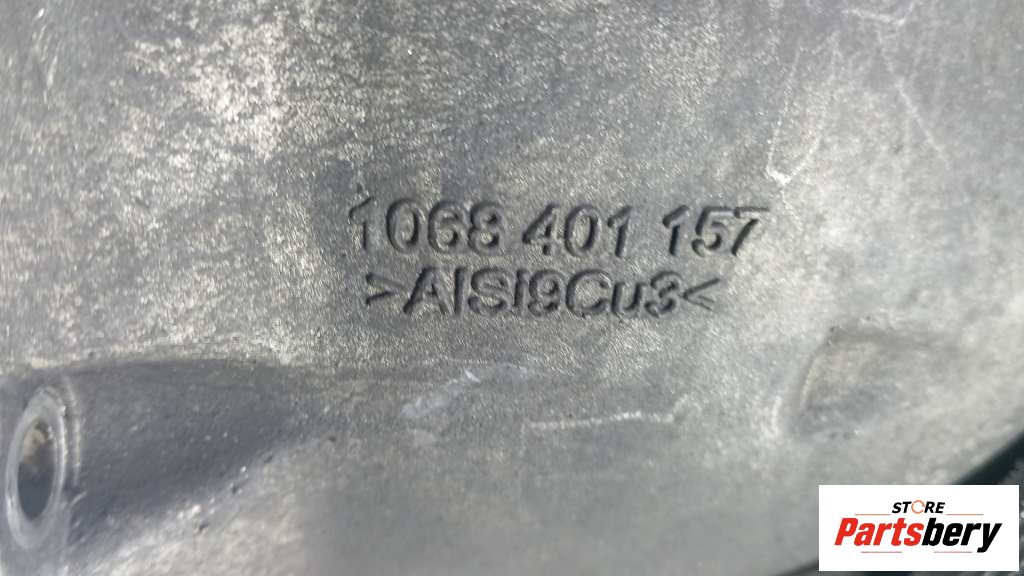 1068 401 157
>AlSi9Cu3<
STORE
Partsbery